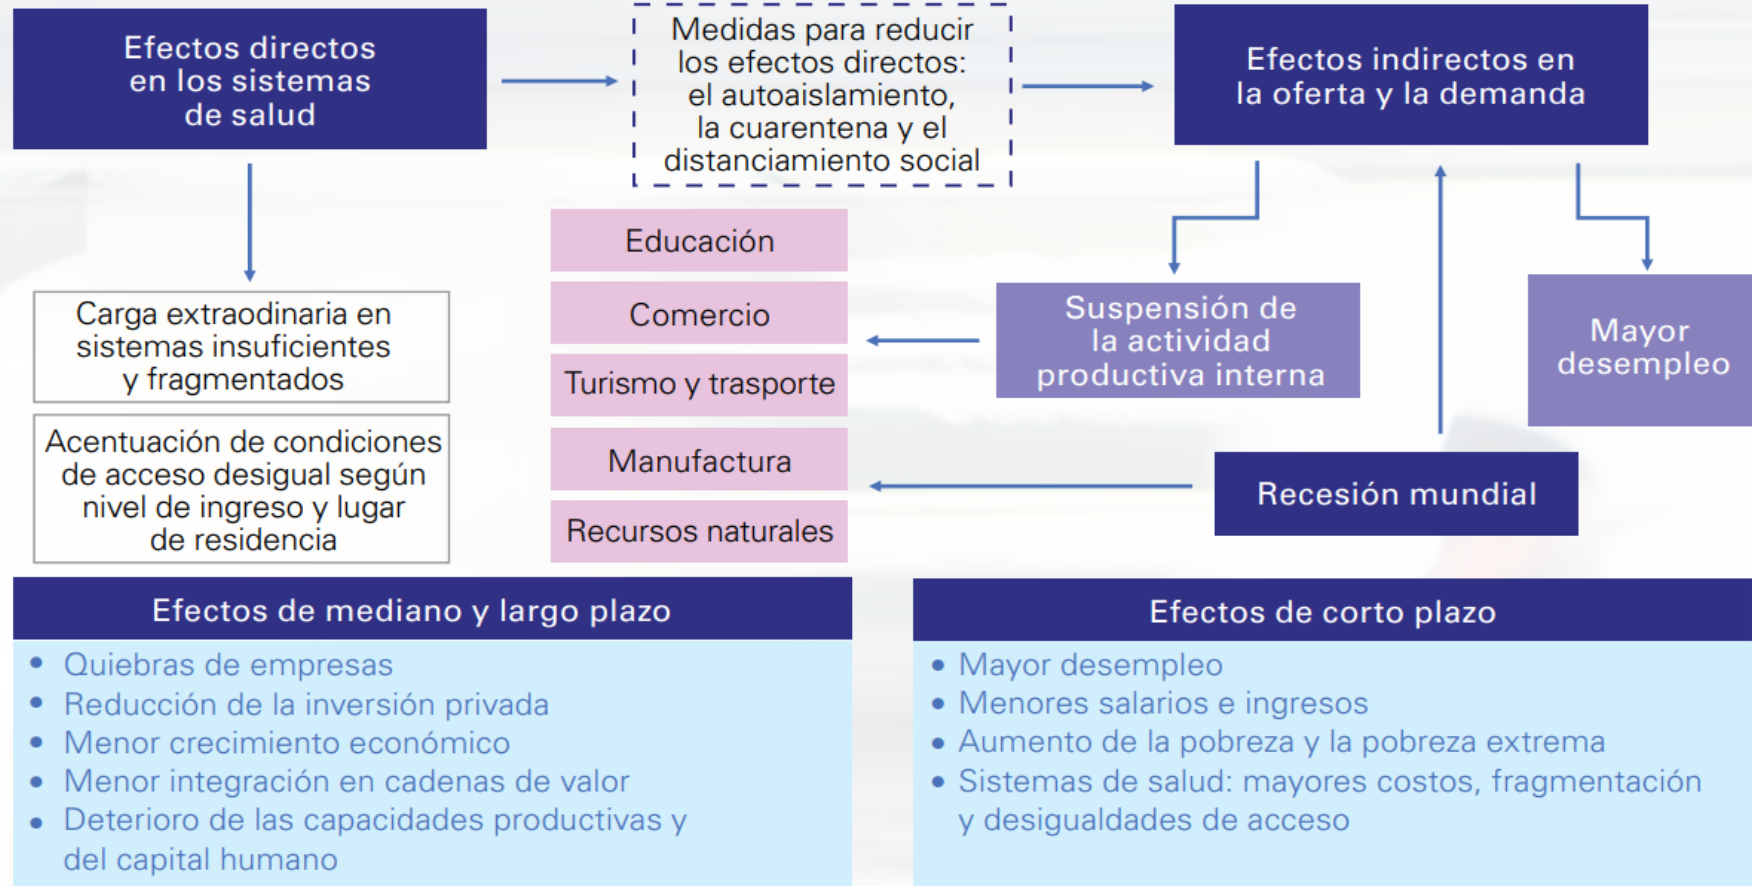 Efectos directos
en los sistemas
de salud
Medidas para reducir
los efectos directos:
el autoaislamiento,
la cuarentena y el
distanciamiento social
Efectos indirectos en
la oferta y la demanda
Carga extraodinaria en
sistemas insuficientes
y fragmentados
Acentuación de condiciones
de acceso desigual según
nivel de ingreso y lugar
de residencia
Educación
Comercio
Turismo y trasporte
Manufactura
Recursos naturales
Suspensión de
la actividad
productiva interna
Mayor
desempleo
Recesión mundial
Efectos de mediano y largo plazo
• Quiebras de empresas
• Reducción de la inversión privada
• Menor crecimiento económico
• Menor integración en cadenas de valor
• Deterioro de las capacidades productivas y
del capital humano
Efectos de corto plazo
• Mayor desempleo
• Menores salarios e ingresos
• Aumento de la pobreza y la pobreza extrema
• Sistemas de salud: mayores costos, fragmentación
y desigualdades de acceso